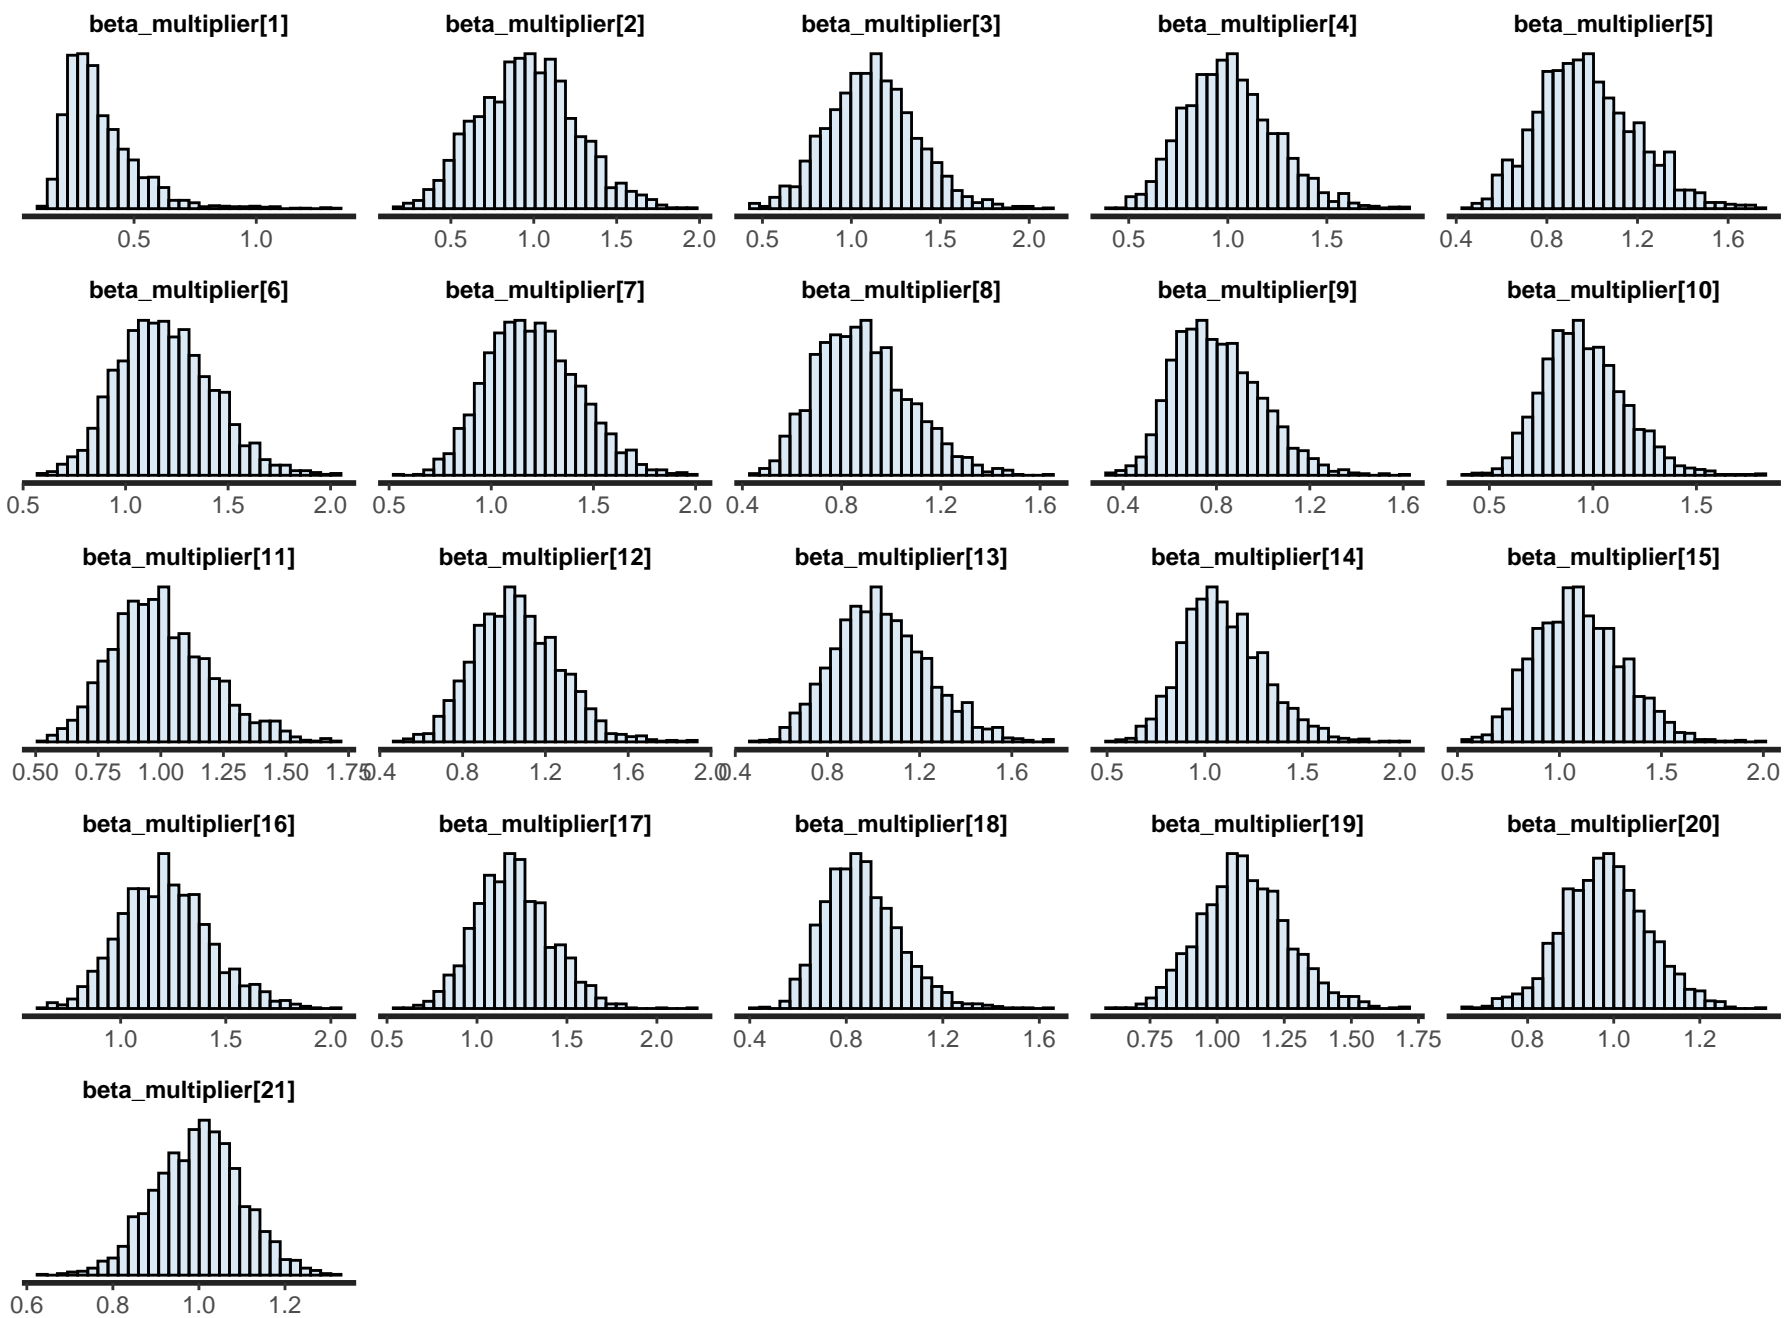 beta_multiplier[1] beta_multiplier[2] beta_multiplier[3] beta_multiplier[4] beta_multiplier[5]
0.5 1.0 0.5 1.0 1.5 2.0 0.5 1.0 1.5 2.0 0.5 1.0 1.5 0.4 0.8 1.2 1.6
beta_multiplier[6] beta_multiplier[7] beta_multiplier[8] beta_multiplier[9] beta_multiplier[10]
0.5 1.0 1.5 2.0 0.5 1.0 1.5 2.0 0.4 0.8 1.2 1.6 0.4 0.8 1.2 1.6 0.5 1.0 1.5
beta_multiplier[11] beta_multiplier[12] beta_multiplier[13] beta_multiplier[14] beta_multiplier[15]
0.50 0.75 1.00 1.25 1.50 1.75 0.4 0.8 1.2 1.6 2.0 0.4 0.8 1.2 1.6 0.5 1.0 1.5 2.0 0.5 1.0 1.5 2.0
beta_multiplier[16] beta_multiplier[17] beta_multiplier[18] beta_multiplier[19] beta_multiplier[20]
1.0 1.5 2.0 0.5 1.0 1.5 2.0 0.4 0.8 1.2 1.6 0.75 1.00 1.25 1.50 1.75 0.8 1.0 1.2
beta_multiplier[21]
0.6 0.8 1.0 1.2